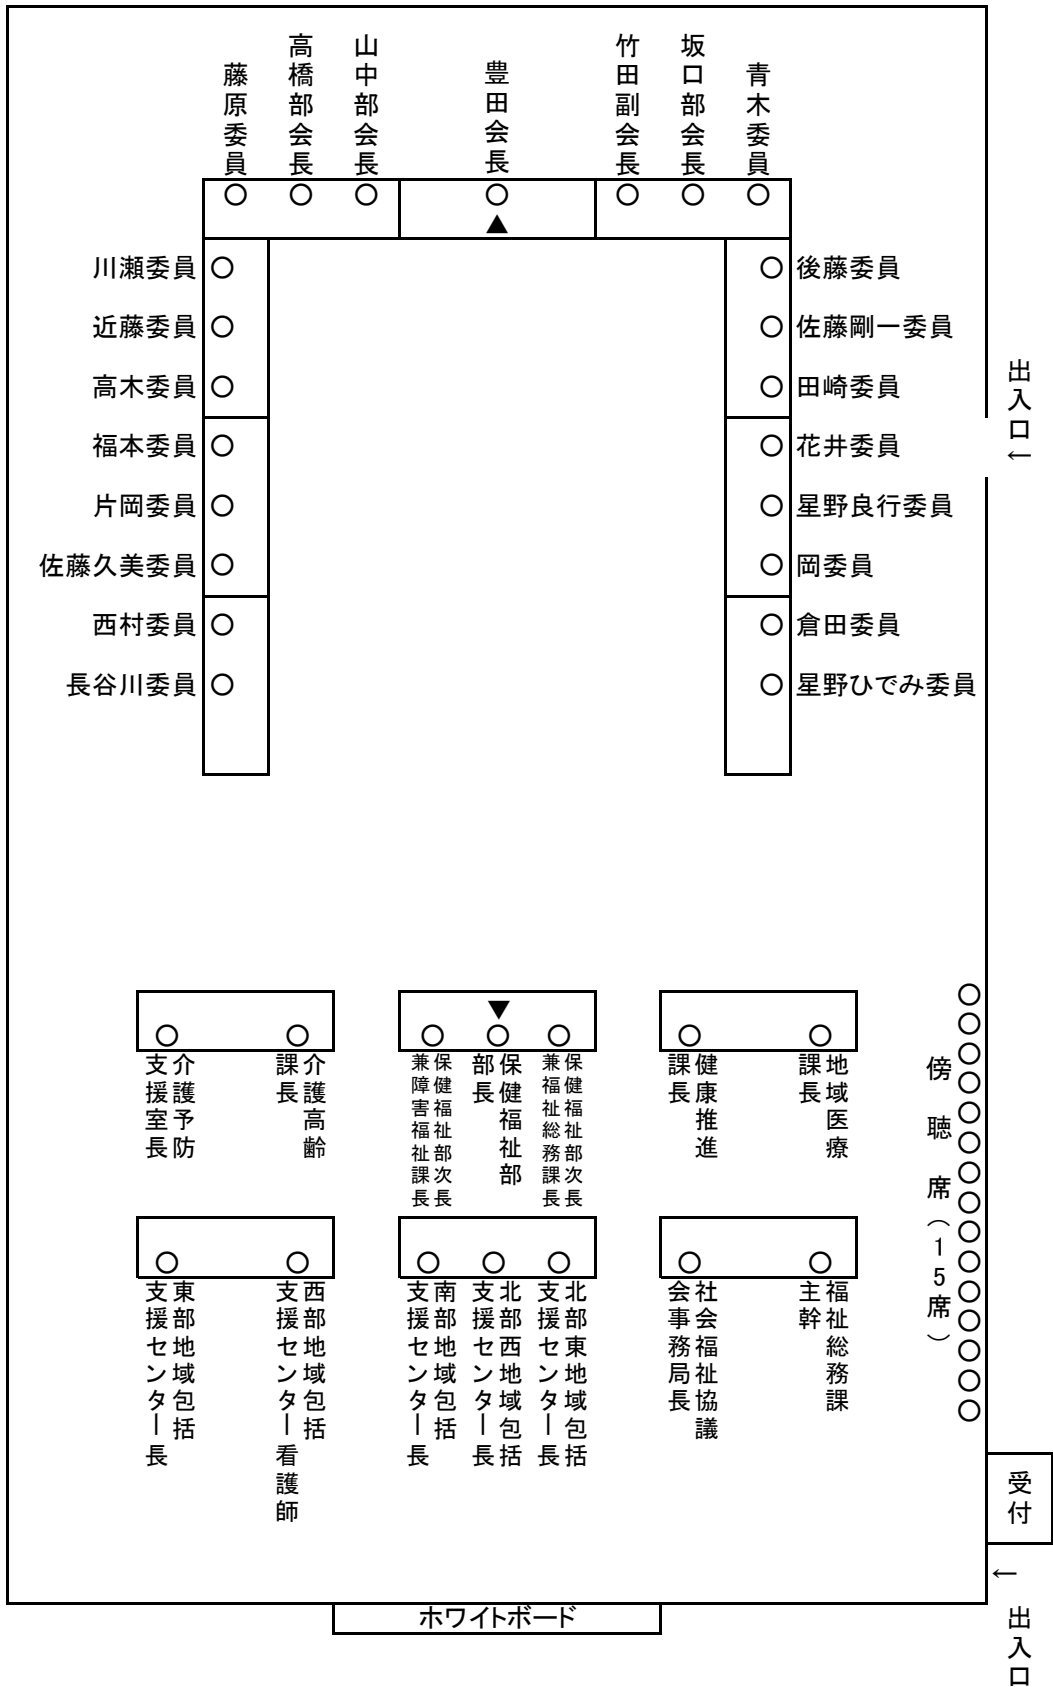 藤原委員
高橋部会長
山中部会長
豊田会長
竹田副会長
坂口部会長
青木委員
○ ○ ○ ○ ○ ○ ○
▲
川瀬委員 ○
近藤委員 ○
高木委員 ○
福本委員 ○
片岡委員 ○
佐藤久美委員 ○
西村委員 ○
長谷川委員 ○
○ 後藤委員
○ 佐藤剛一委員
○ 田崎委員
○ 花井委員
○ 星野良行委員
○ 岡委員
○ 倉田委員
○ 星野ひでみ委員
出入口←
▼
○ ○ ○ ○ ○ ○ ○
介護予防
支援室長
介護高齢
課長
保健福祉部次長
兼障害福祉課長
保健福祉部
部長
保健福祉部次長
兼福祉総務課長
健康推進
課長
地域医療
課長
○ ○ ○ ○ ○ ○ ○
東部地域包括
支援センター長
西部地域包括
支援センター看護師
南部地域包括
支援センター長
北部西地域包括
支援センター長
北部東地域包括
支援センター長
社会福祉協議
会事務局長
福祉総務課
主幹
傍聴席(15席)
○○○○○○○○○○○○○○○
受付
←
出入口
ホワイトボード